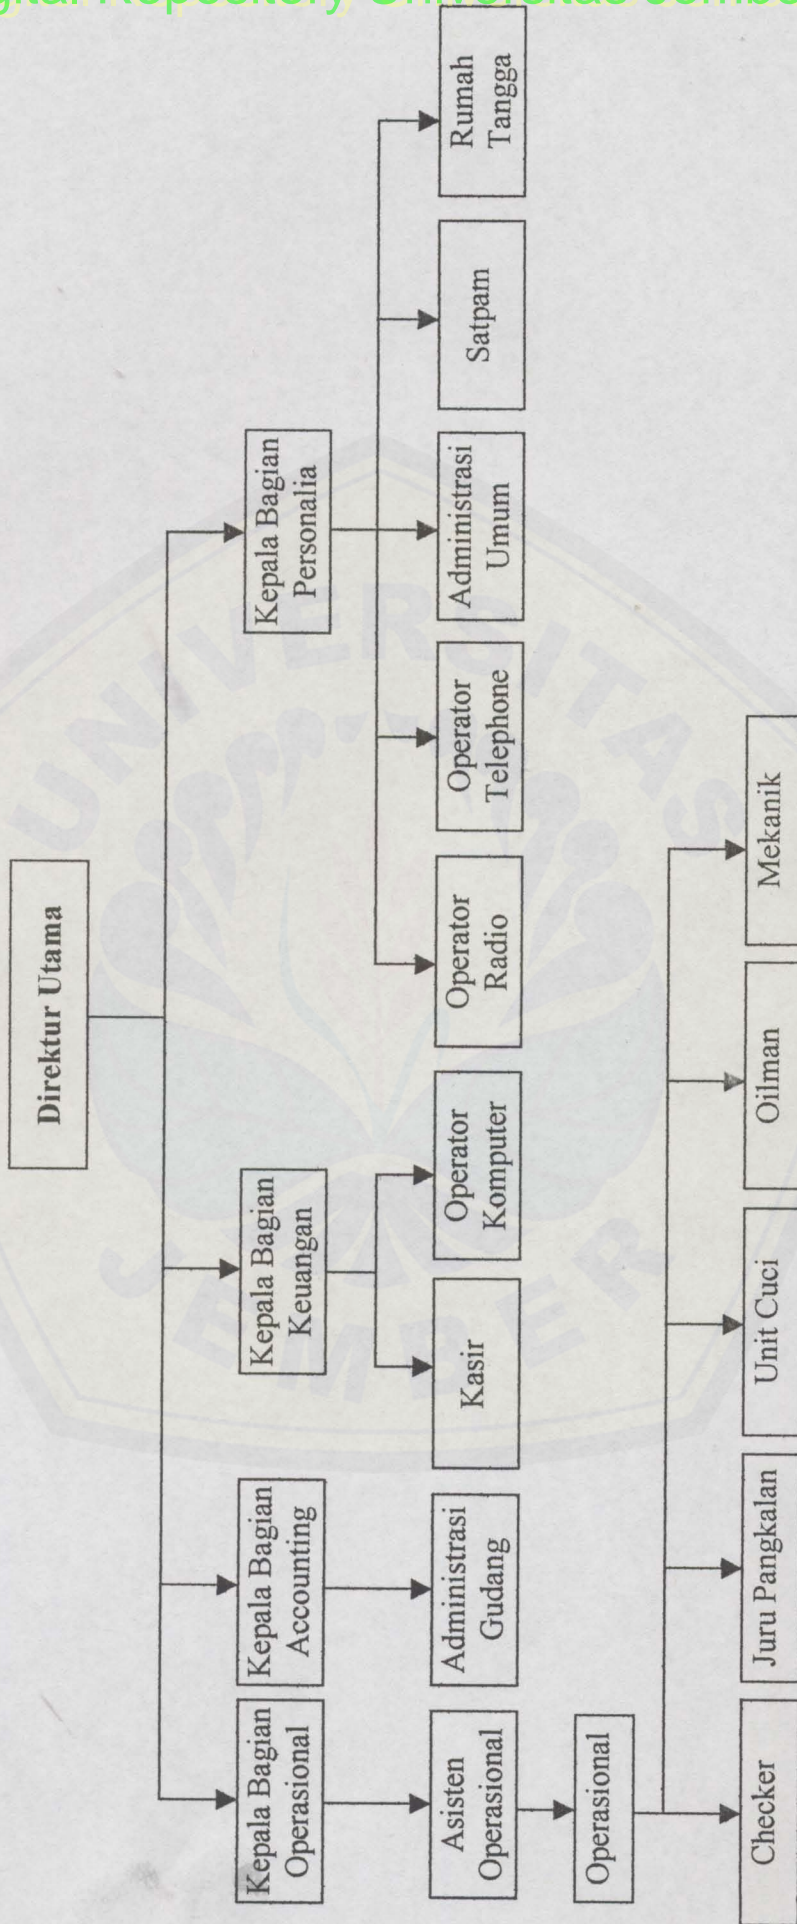 Digital Repository Universitas Jember
Direktur Utama
Kepala Bagian
Operasional
Kepala Bagian
Accounting
Kepala Bagian
Keuangan
Kepala Bagian
Personalia
Asisten
Operasional
Administrasi
Gudang
Kasir
Operator
Komputer
Operator
Radio
Operator
Telephone
Administrasi
Umum
Satpam
Rumah
Tangga
Operasional
Checker
Juru Pangkalan
Unit Cuci
Oilman
Mekanik
UNIVERSITAS
JEMBER